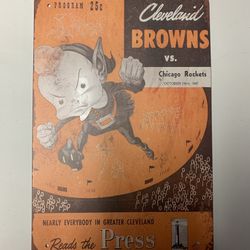 PROGRAM 25c
Cleveland
BROWNS
vs.
Chicago Rockets
NEARLY EVERYBODY IN GREATER CLEVELAND
Reads the Press